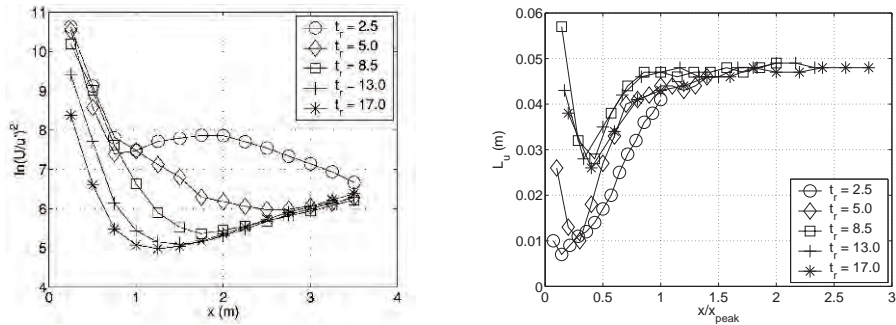 11
10
9
8
7
6
5
4
0
1
2
3
4
ln(U/u')²
x (m)
t_r = 2.5
t_r = 5.0
t_r = 8.5
t_r = 13.0
t_r = 17.0
0.06
0.05
0.04
0.03
0.02
0.01
0
0
0.5
1
1.5
2
2.5
3
L_u (m)
x/x_peak
t_r = 2.5
t_r = 5.0
t_r = 8.5
t_r = 13.0
t_r = 17.0